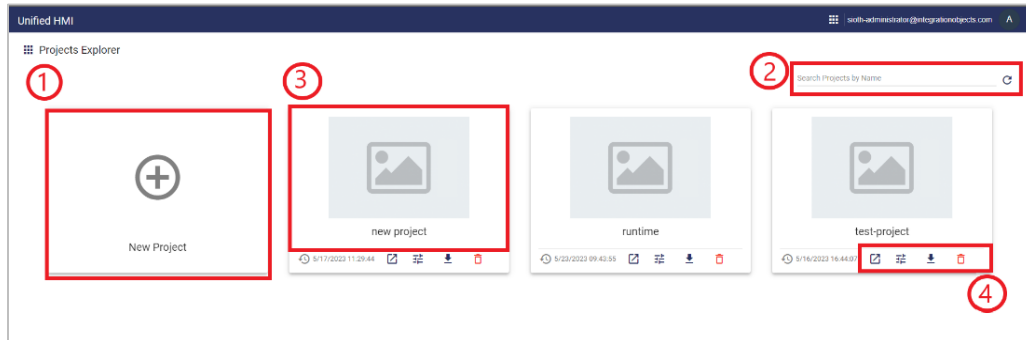 Unified HMI
sioth-administrator@integrationobjects.com A
Projects Explorer
1
3
2
Search Projects by Name
New Project
new project
runtime
test-project
5/17/2023 11:29:44
5/23/2023 09:43:55
5/16/2023 16:44:07
4